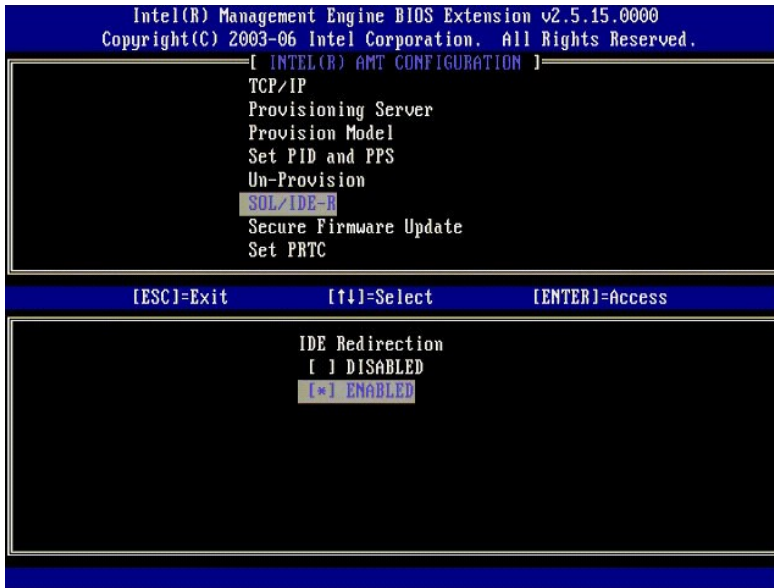 Intel(R) Management Engine BIOS Extension v2.5.15.0000
Copyright(C) 2003-06 Intel Corporation. All Rights Reserved.
[ INTEL(R) AMT CONFIGURATION ]
TCP/IP
Provisioning Server
Provision Model
Set PID and PPS
Un-Provision
SOL/IDE-R
Secure Firmware Update
Set PRTC
[ESC]=Exit [↑↓]=Select [ENTER]=Access
IDE Redirection
[ ] DISABLED
[*] ENABLED